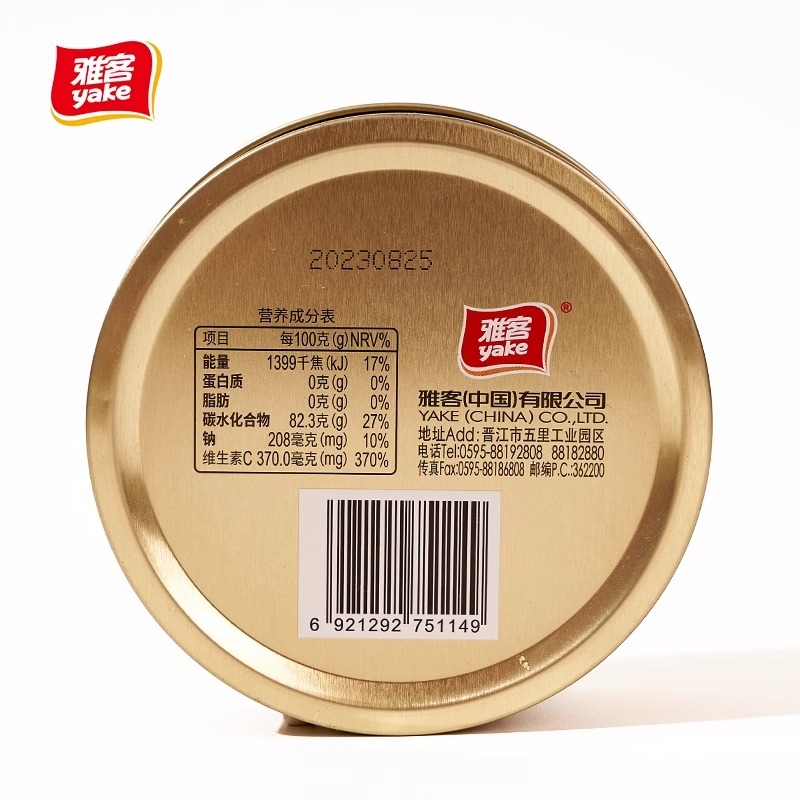 雅客
yake
20230825
营养成分表
项目 每100克(g) NRV%
能量 1399千焦(kJ) 17%
蛋白质 0克(g) 0%
脂肪 0克(g) 0%
碳水化合物 82.3克(g) 27%
钠 208毫克(mg) 10%
维生素C 370.0毫克(mg) 370%
雅客®
yake
雅客(中国)有限公司
YAKE (CHINA) CO.,LTD.
地址Add:晋江市五里工业园区
电话Tel:0595-88192808 88182880
传真Fax:0595-88186808 邮编P.C.:362200
6 921292 751149